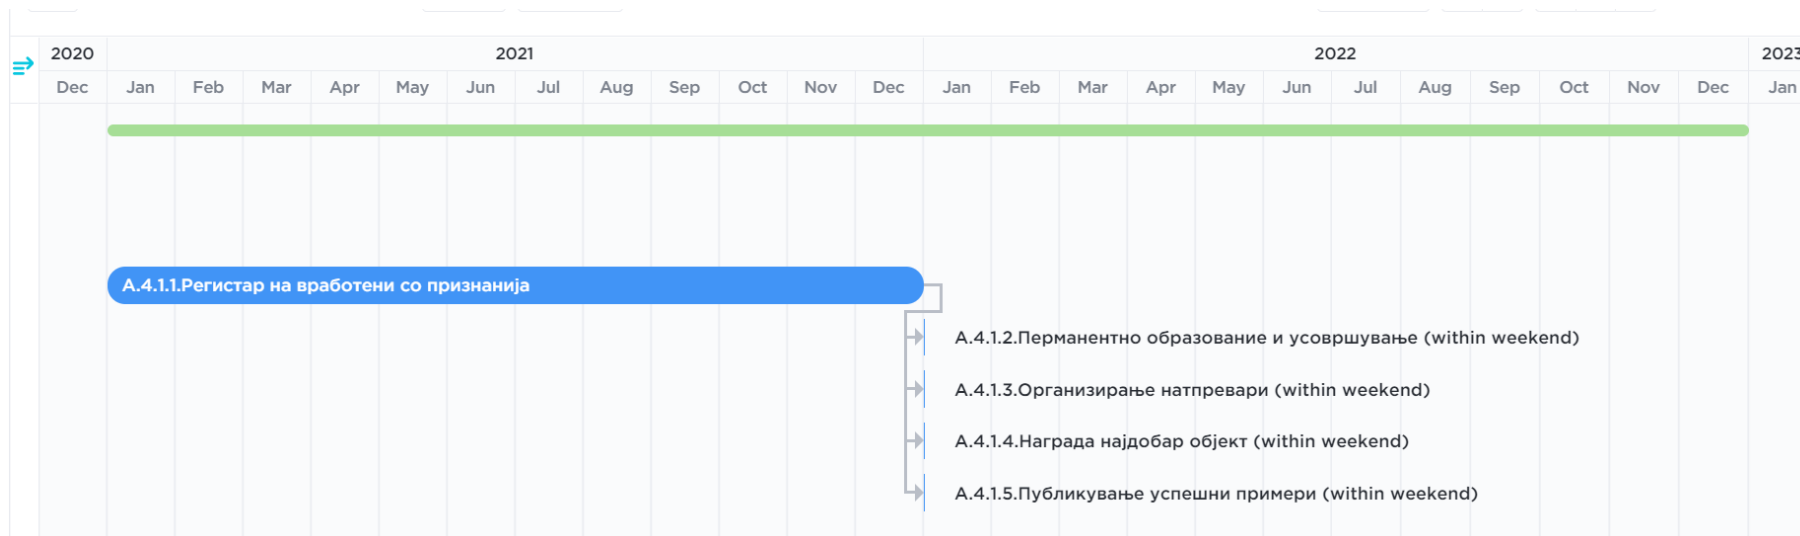 2020 2021 2022 2023
Dec Jan Feb Mar Apr May Jun Jul Aug Sep Oct Nov Dec Jan Feb Mar Apr May Jun Jul Aug Sep Oct Nov Dec Jan
А.4.1.1.Регистар на вработени со признанија
А.4.1.2.Перманентно образование и усовршување (within weekend)
А.4.1.3.Организирање натпревари (within weekend)
А.4.1.4.Награда најдобар објект (within weekend)
А.4.1.5.Публикување успешни примери (within weekend)